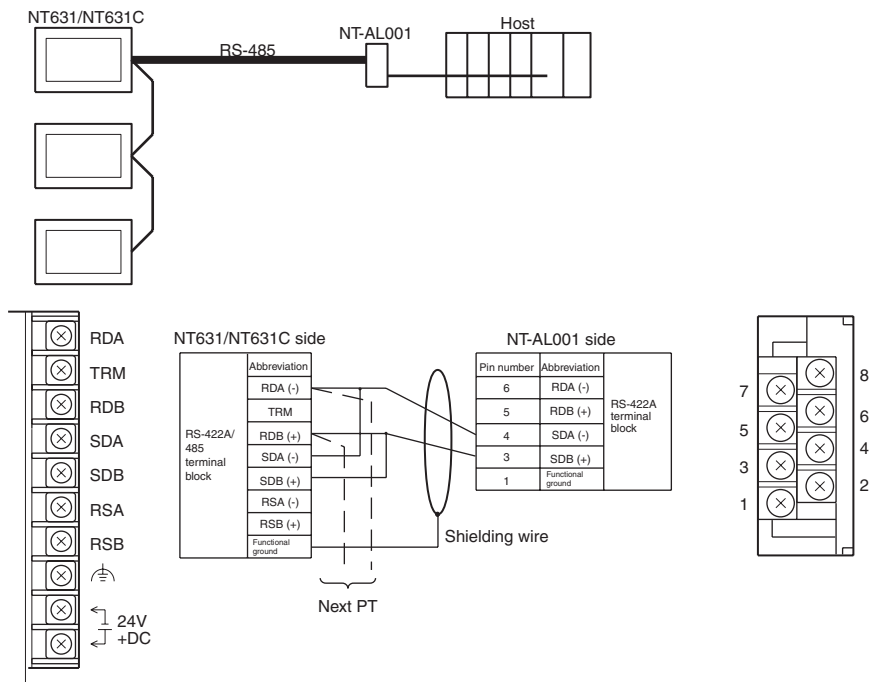 NT631/NT631C
RS-485
NT-AL001
Host
RDA
TRM
RDB
SDA
SDB
RSA
RSB
24V
+DC
NT631/NT631C side
RS-422A/
485
terminal
block
Abbreviation
RDA (-)
TRM
RDB (+)
SDA (-)
SDB (+)
RSA (-)
RSB (+)
Functional
ground
Next PT
Shielding wire
NT-AL001 side
Pin number Abbreviation
6 RDA (-)
5 RDB (+)
4 SDA (-)
3 SDB (+)
1 Functional
ground
RS-422A
terminal
block
7
5
3
1
8
6
4
2